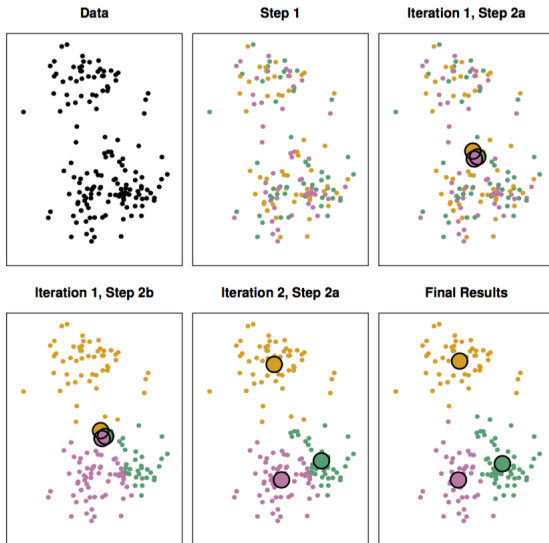 Data
Step 1
Iteration 1, Step 2a
Iteration 1, Step 2b
Iteration 2, Step 2a
Final Results